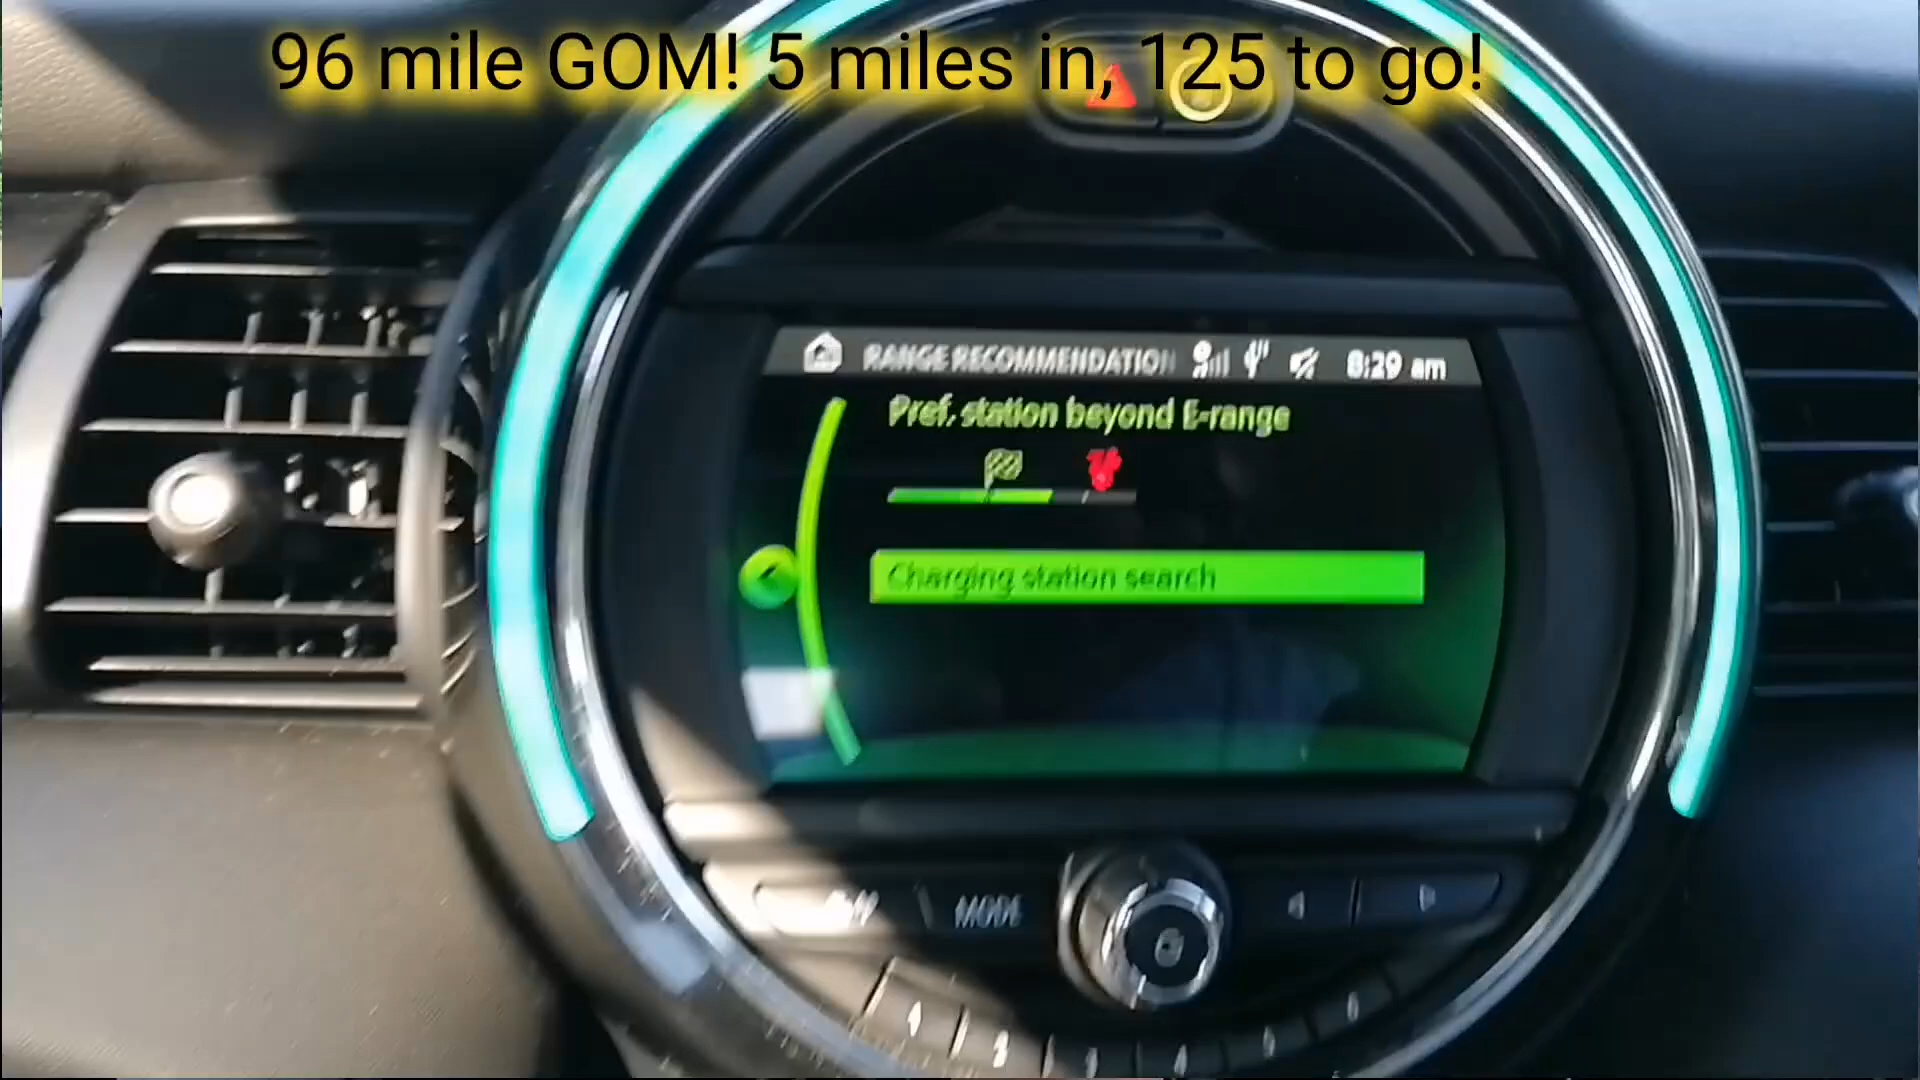 96 mile GOM! 5 miles in, 125 to go!
RANGE RECOMMENDATION 8:29 am
Pref. station beyond E-range
Charging station search
MODE